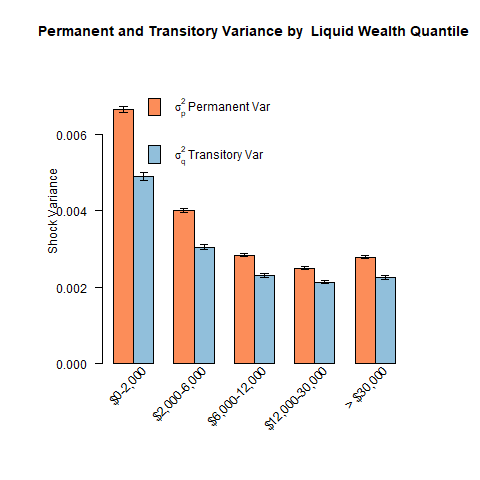 Permanent and Transitory Variance by  Liquid Wealth Quantile
σ²ₚ Permanent Var
σ²q Transitory Var
Shock Variance
0.006
0.004
0.002
0.000
$0-2,000
$2,000-6,000
$6,000-12,000
$12,000-30,000
> $30,000